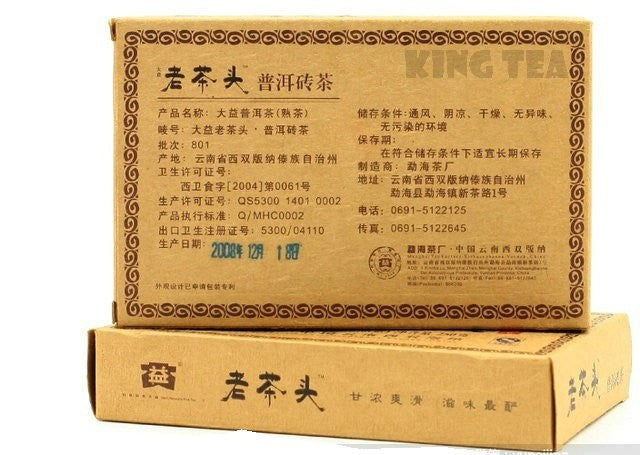 KING TEA
大益
老茶头™ 普洱砖茶
产品名称：大益普洱茶(熟茶)
唛号：大益老茶头·普洱砖茶
批次：801
产地：云南省西双版纳傣族自治州
卫生许可证号：
西卫食字[2004]第0061号
生产许可证号：QS5300 1401 0002
产品执行标准：Q/MHC0002
出口卫生注册证号：5300/04110
生产日期：2008年12月18日
外观设计已申请包装专利
储存条件：通风、阴凉、干燥、无异味、
无污染的环境
保存期：
在符合储存条件下适宜长期保存
制造商：勐海茶厂
地址：云南省西双版纳傣族自治州
勐海县勐海镇新茶路1号
电话：0691-5122125
传真：0691-5122645
勐海茶厂·中国云南西双版纳
益
老茶头™
甘浓爽滑 滋味最酽